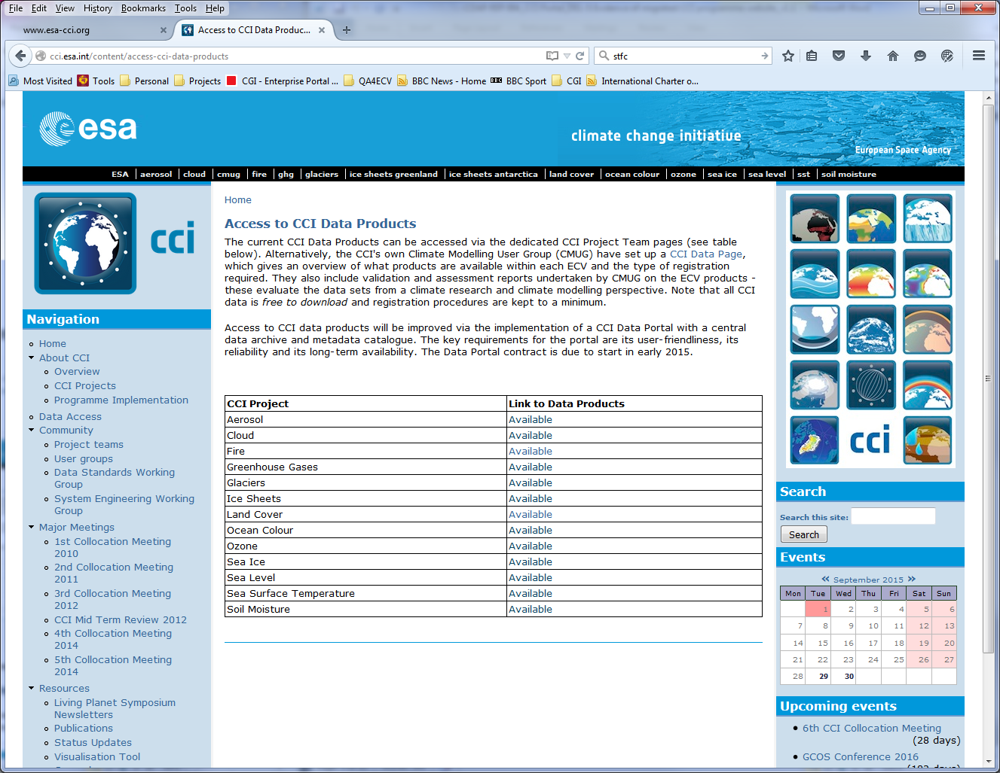 File Edit View History Bookmarks Tools Help
www.esa-cci.org
Access to CCI Data Produc...
cci.esa.int/content/access-cci-data-products
stfc
Most Visited Tools Personal Projects CGI - Enterprise Portal ... QA4ECV BBC News - Home BBC BBC Sport CGI International Charter o...
esa
climate change initiative
European Space Agency
ESA aerosol cloud cmug fire ghg glaciers ice sheets greenland ice sheets antarctica land cover ocean colour ozone sea ice sea level sst soil moisture
cci
Navigation
Home
About CCI
Overview
CCI Projects
Programme Implementation
Data Access
Community
Project teams
User groups
Data Standards Working
Group
System Engineering Working
Group
Major Meetings
1st Collocation Meeting
2010
2nd Collocation Meeting
2011
3rd Collocation Meeting
2012
CCI Mid Term Review 2012
4th Collocation Meeting
2014
5th Collocation Meeting
2014
Resources
Living Planet Symposium
Newsletters
Publications
Status Updates
Visualisation Tool
Home
Access to CCI Data Products
The current CCI Data Products can be accessed via the dedicated CCI Project Team pages (see table
below). Alternatively, the CCI's own Climate Modelling User Group (CMUG) have set up a CCI Data Page,
which gives an overview of what products are available within each ECV and the type of registration
required. They also include validation and assessment reports undertaken by CMUG on the ECV products -
these evaluate the data sets from a climate research and climate modelling perspective. Note that all CCI
data is free to download and registration procedures are kept to a minimum.
Access to CCI data products will be improved via the implementation of a CCI Data Portal with a central
data archive and metadata catalogue. The key requirements for the portal are its user-friendliness, its
reliability and its long-term availability. The Data Portal contract is due to start in early 2015.
CCI Project Link to Data Products
Aerosol Available
Cloud Available
Fire Available
Greenhouse Gases Available
Glaciers Available
Ice Sheets Available
Land Cover Available
Ocean Colour Available
Ozone Available
Sea Ice Available
Sea Level Available
Sea Surface Temperature Available
Soil Moisture Available
cci
Search
Search this site:
Search
Events
« September 2015 »
Mon Tue Wed Thu Fri Sat Sun
1 2 3 4 5 6
7 8 9 10 11 12 13
14 15 16 17 18 19 20
21 22 23 24 25 26 27
28 29 30
Upcoming events
6th CCI Collocation Meeting
(28 days)
GCOS Conference 2016